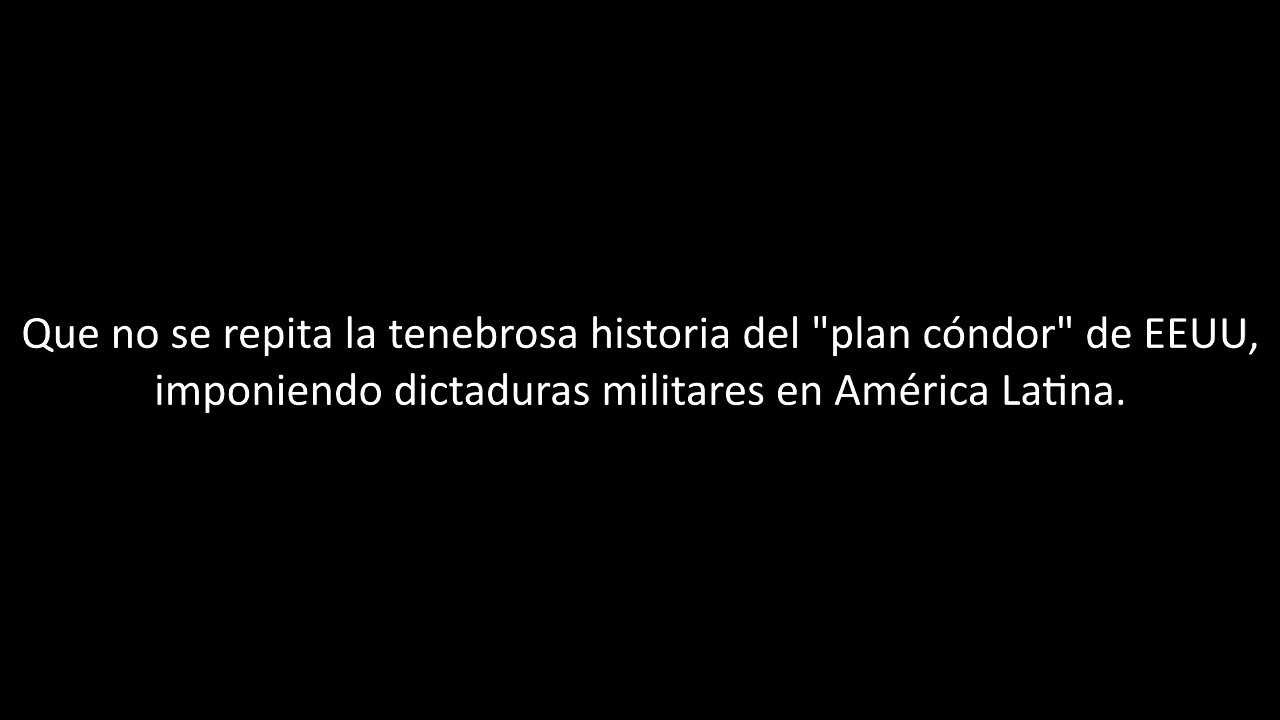 Que no se repita la tenebrosa historia del "plan cóndor" de EEUU,
imponiendo dictaduras militares en América Latina.